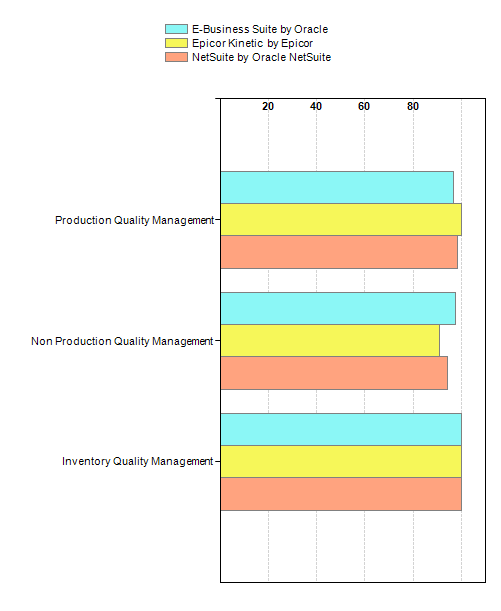 E-Business Suite by Oracle
Epicor Kinetic by Epicor
NetSuite by Oracle NetSuite
20 40 60 80
Production Quality Management
Non Production Quality Management
Inventory Quality Management